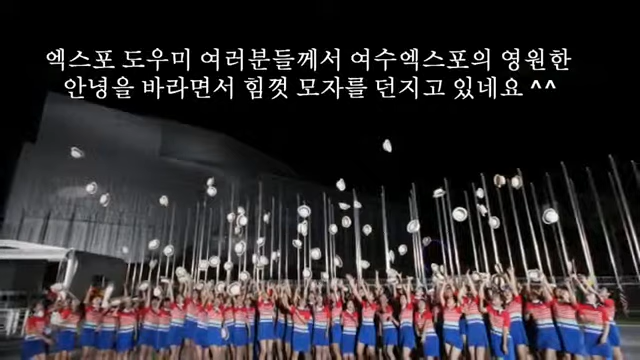 엑스포 도우미 여러분들께서 여수엑스포의 영원한
안녕을 바라면서 힘껏 모자를 던지고 있네요 ^^